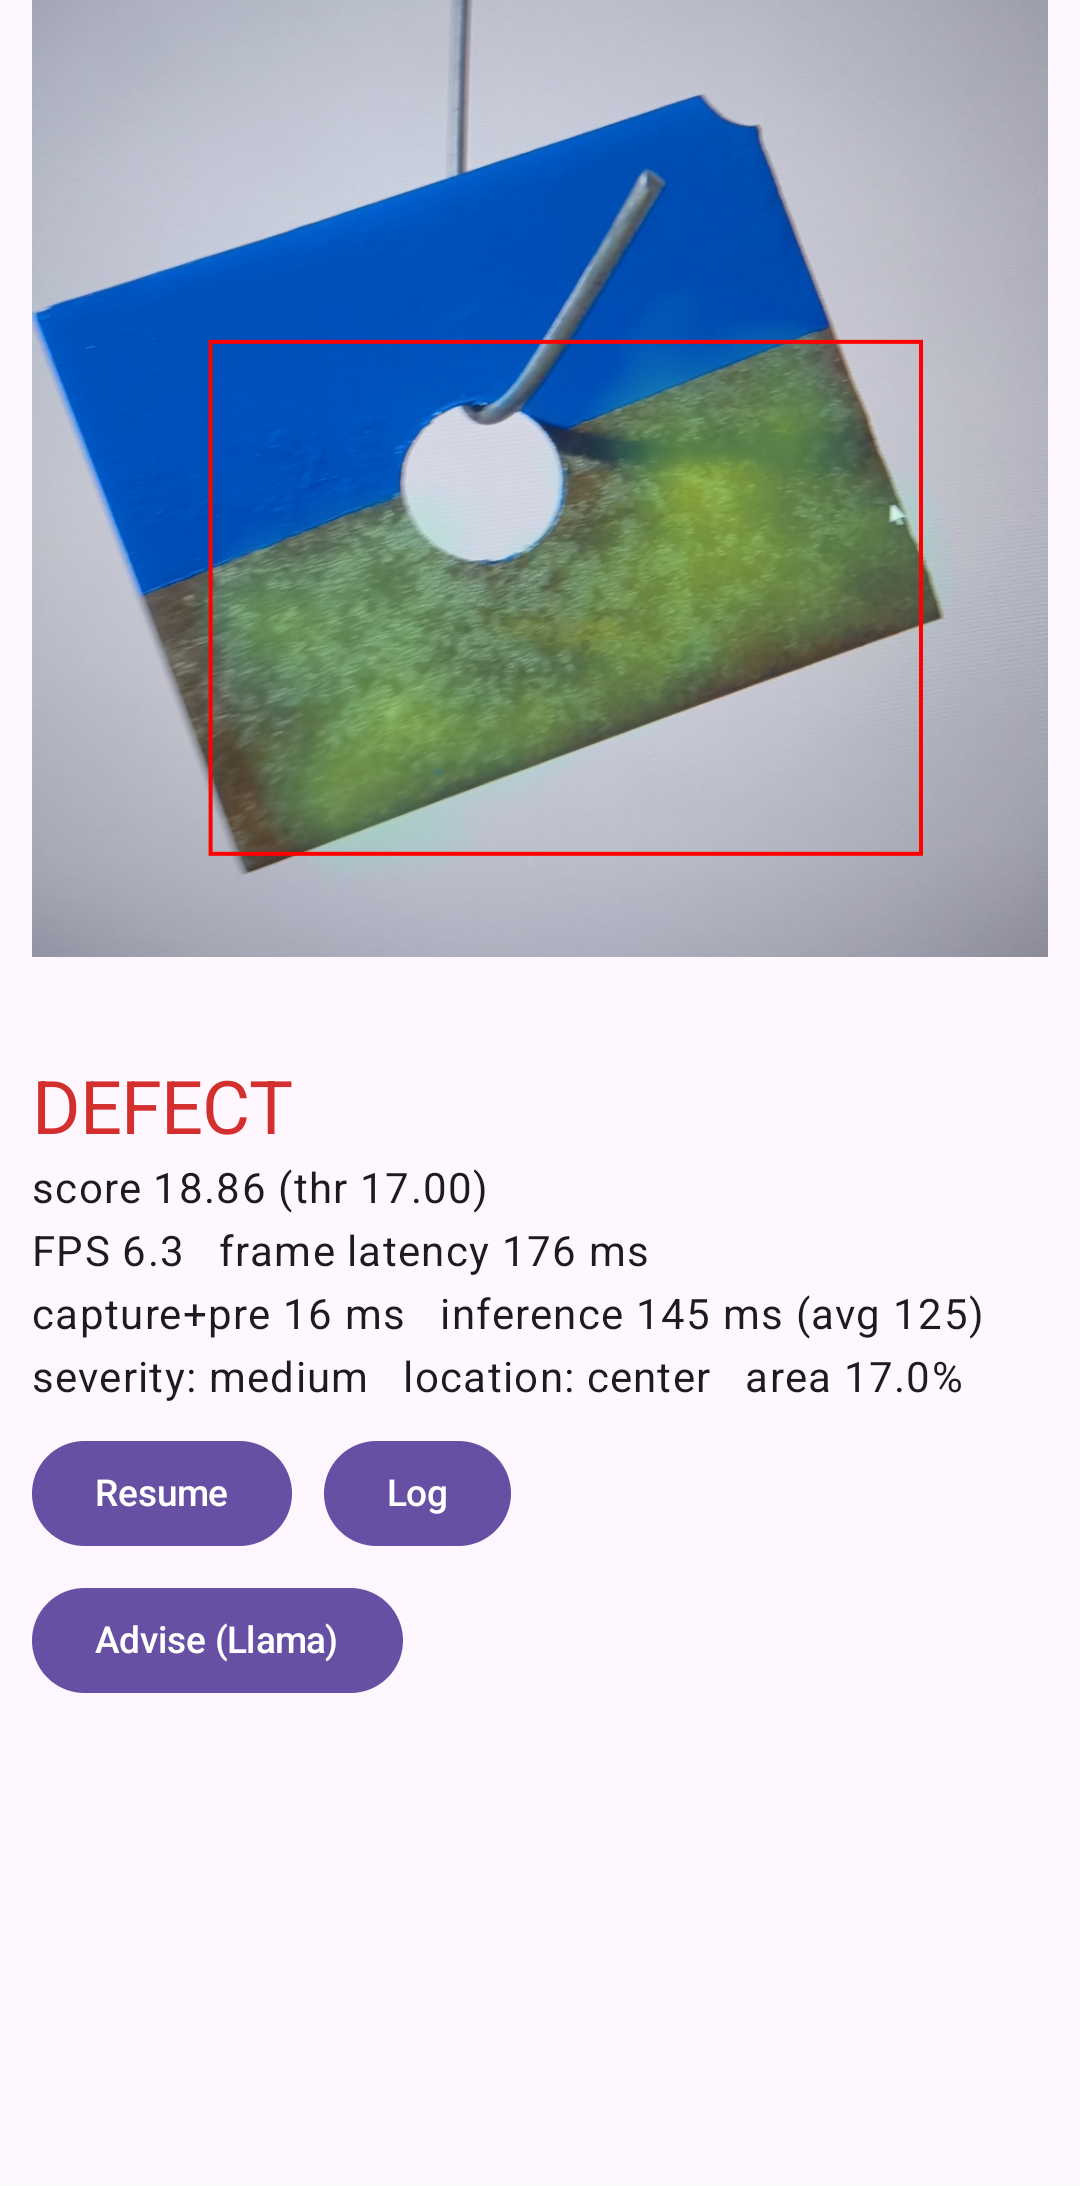 DEFECT
score 18.86 (thr 17.00)
FPS 6.3 frame latency 176 ms
capture+pre 16 ms inference 145 ms (avg 125)
severity: medium location: center area 17.0%
Resume Log
Advise (Llama)